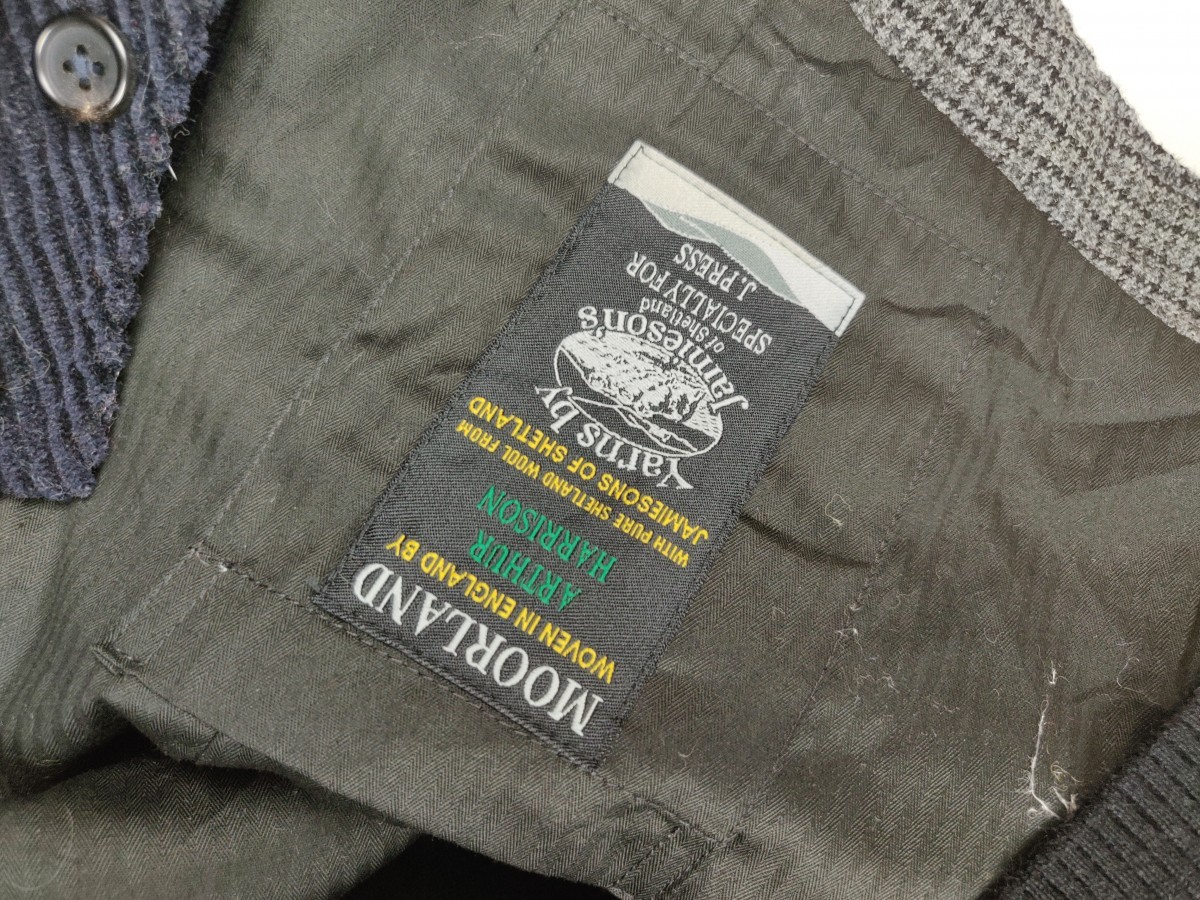 MOORLAND
WOVEN IN ENGLAND BY
ARTHUR
HARRISON
WITH PURE SHETLAND WOOL FROM
JAMIESONS OF SHETLAND
Yarns by
Jamieson's
of Shetland
SPECIALLY FOR
J. PRESS